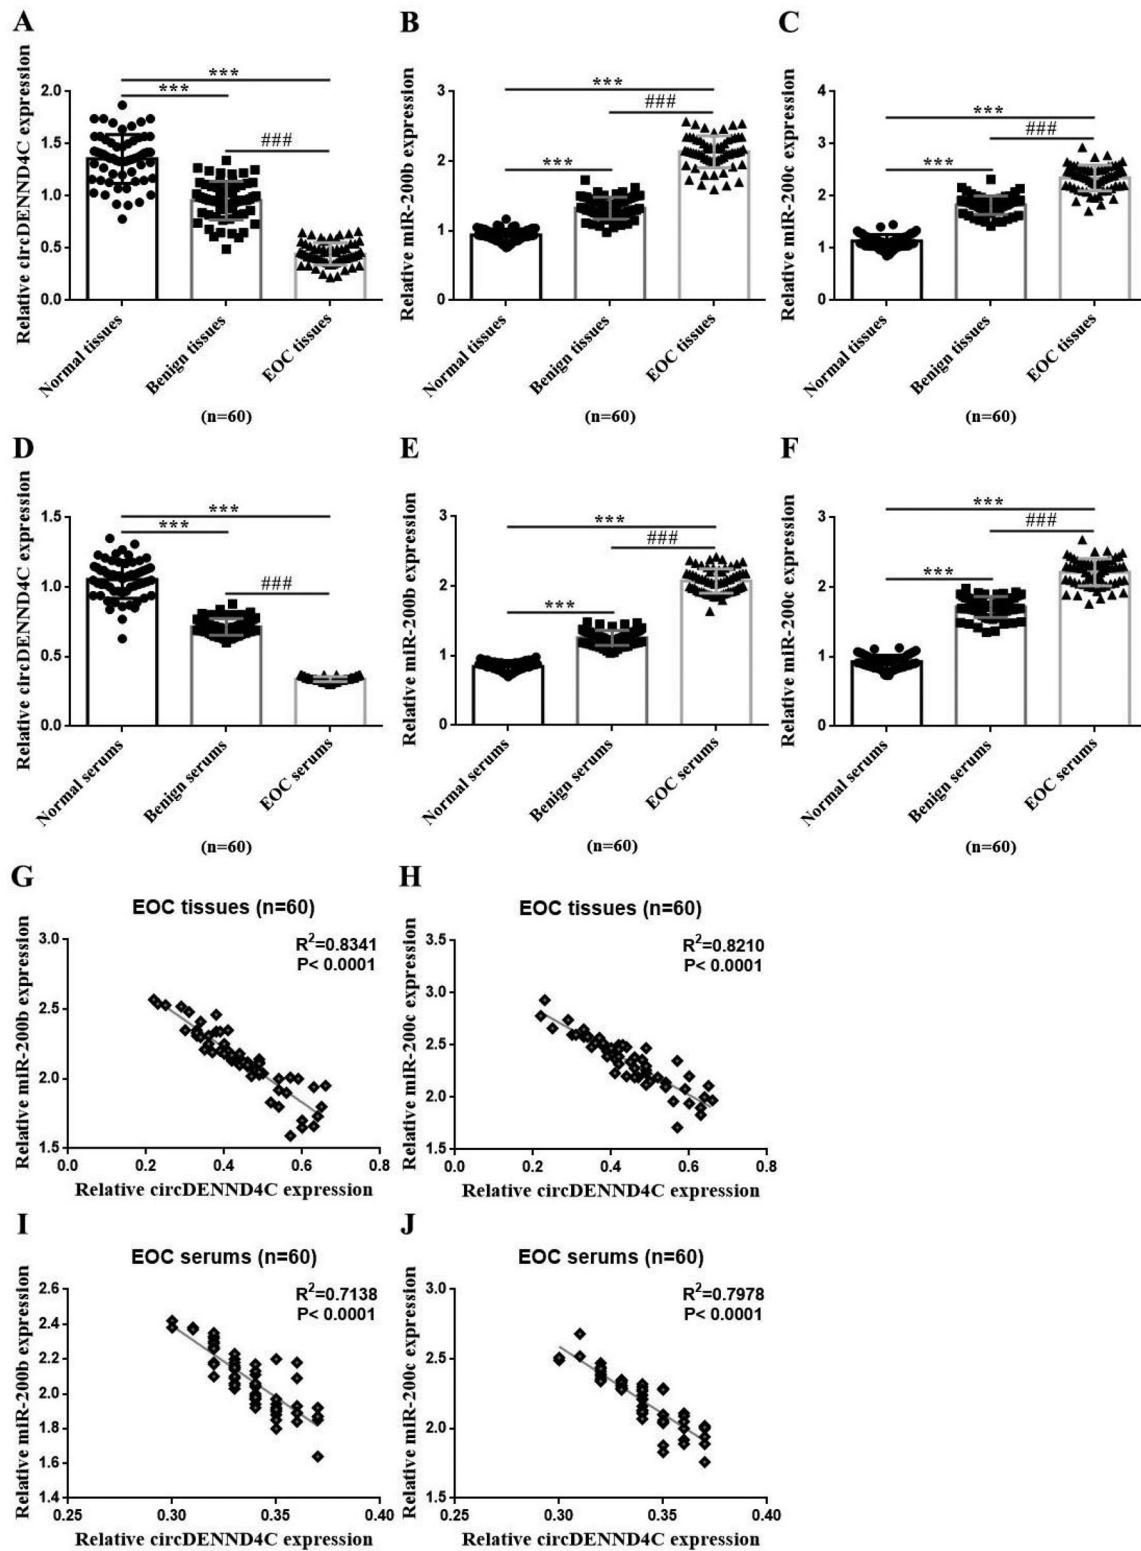 A
Relative circDENND4C expression
2.0
1.5
1.0
0.5
0.0
***
***
###
Normal tissues
Benign tissues
EOC tissues
(n=60)
B
Relative miR-200b expression
3
2
1
0
***
###
***
Normal tissues
Benign tissues
EOC tissues
(n=60)
C
Relative miR-200c expression
4
3
2
1
0
***
###
***
Normal tissues
Benign tissues
EOC tissues
(n=60)
D
Relative circDENND4C expression
1.5
1.0
0.5
0.0
***
***
###
Normal serums
Benign serums
EOC serums
(n=60)
E
Relative miR-200b expression
3
2
1
0
***
###
***
Normal serums
Benign serums
EOC serums
(n=60)
F
Relative miR-200c expression
3
2
1
0
***
###
***
Normal serums
Benign serums
EOC serums
(n=60)
G
EOC tissues (n=60)
R²=0.8341
P< 0.0001
Relative miR-200b expression
3.0
2.5
2.0
1.5
0.0 0.2 0.4 0.6 0.8
Relative circDENND4C expression
H
EOC tissues (n=60)
R²=0.8210
P< 0.0001
Relative miR-200c expression
3.5
3.0
2.5
2.0
1.5
0.0 0.2 0.4 0.6 0.8
Relative circDENND4C expression
I
EOC serums (n=60)
R²=0.7138
P< 0.0001
Relative miR-200b expression
2.6
2.4
2.2
2.0
1.8
1.6
1.4
0.25 0.30 0.35 0.40
Relative circDENND4C expression
J
EOC serums (n=60)
R²=0.7978
P< 0.0001
Relative miR-200c expression
3.0
2.5
2.0
1.5
0.25 0.30 0.35 0.40
Relative circDENND4C expression